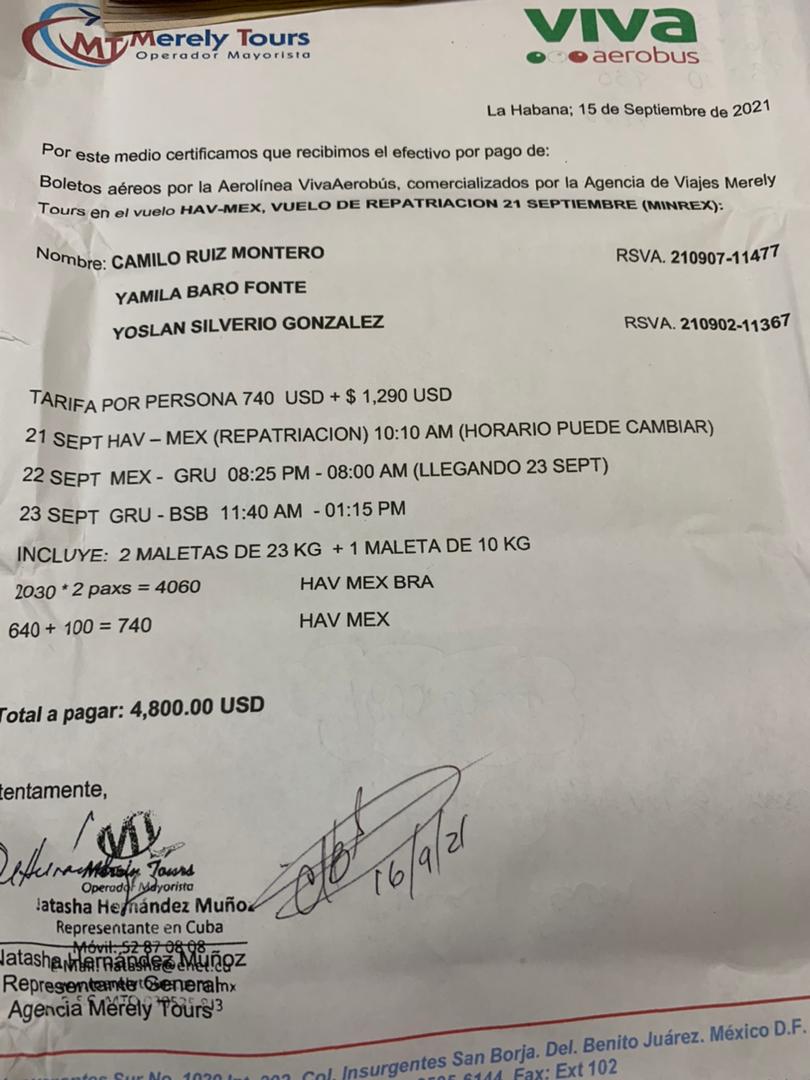 MT Merely Tours
Operador Mayorista
VIVA
aerobus
La Habana; 15 de Septiembre de 2021
Por este medio certificamos que recibimos el efectivo por pago de:
Boletos aéreos por la Aerolínea VivaAerobús, comercializados por la Agencia de Viajes Merely
Tours en el vuelo HAV-MEX, VUELO DE REPATRIACION 21 SEPTIEMBRE (MINREX):
Nombre: CAMILO RUIZ MONTERO RSVA. 210907-11477
YAMILA BARO FONTE
YOSLAN SILVERIO GONZALEZ RSVA. 210902-11367
TARIFA POR PERSONA 740 USD + $ 1,290 USD
21 SEPT HAV – MEX (REPATRIACION) 10:10 AM (HORARIO PUEDE CAMBIAR)
22 SEPT MEX - GRU 08:25 PM - 08:00 AM (LLEGANDO 23 SEPT)
23 SEPT GRU - BSB 11:40 AM - 01:15 PM
INCLUYE: 2 MALETAS DE 23 KG + 1 MALETA DE 10 KG
2030 * 2 paxs = 4060 HAV MEX BRA
640 + 100 = 740 HAV MEX
Total a pagar: 4,800.00 USD
tentamente,
Merely Tours
Operador Mayorista
16/9/21
Natasha Hernández Muñoz
Representante en Cuba
Móvil: 52 87 08 08
Natasha Hernández Muñoz
Representante General
Agencia Merely Tours
Col. Insurgentes San Borja. Del. Benito Juárez. México D.F.
6144 Fax: Ext 102